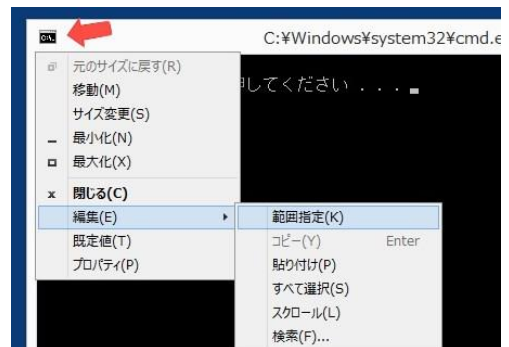 C:¥Windows¥system32¥cmd.e
してください . . .
元のサイズに戻す(R)
移動(M)
サイズ変更(S)
最小化(N)
最大化(X)
閉じる(C)
編集(E)
既定値(T)
プロパティ(P)
範囲指定(K)
コピー(Y) Enter
貼り付け(P)
すべて選択(S)
スクロール(L)
検索(F)...